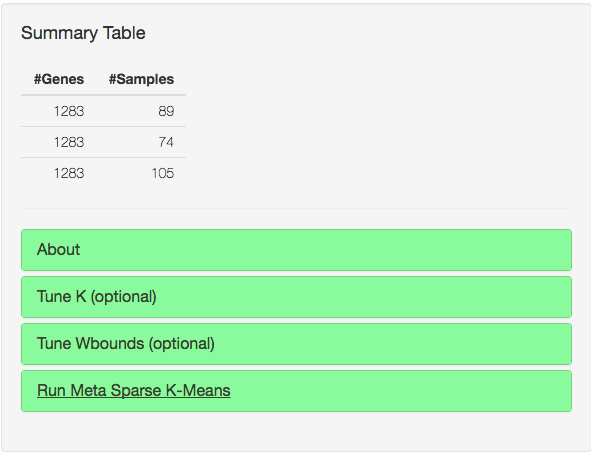 Summary Table
#Genes #Samples
1283 89
1283 74
1283 105
About
Tune K (optional)
Tune Wbounds (optional)
Run Meta Sparse K-Means